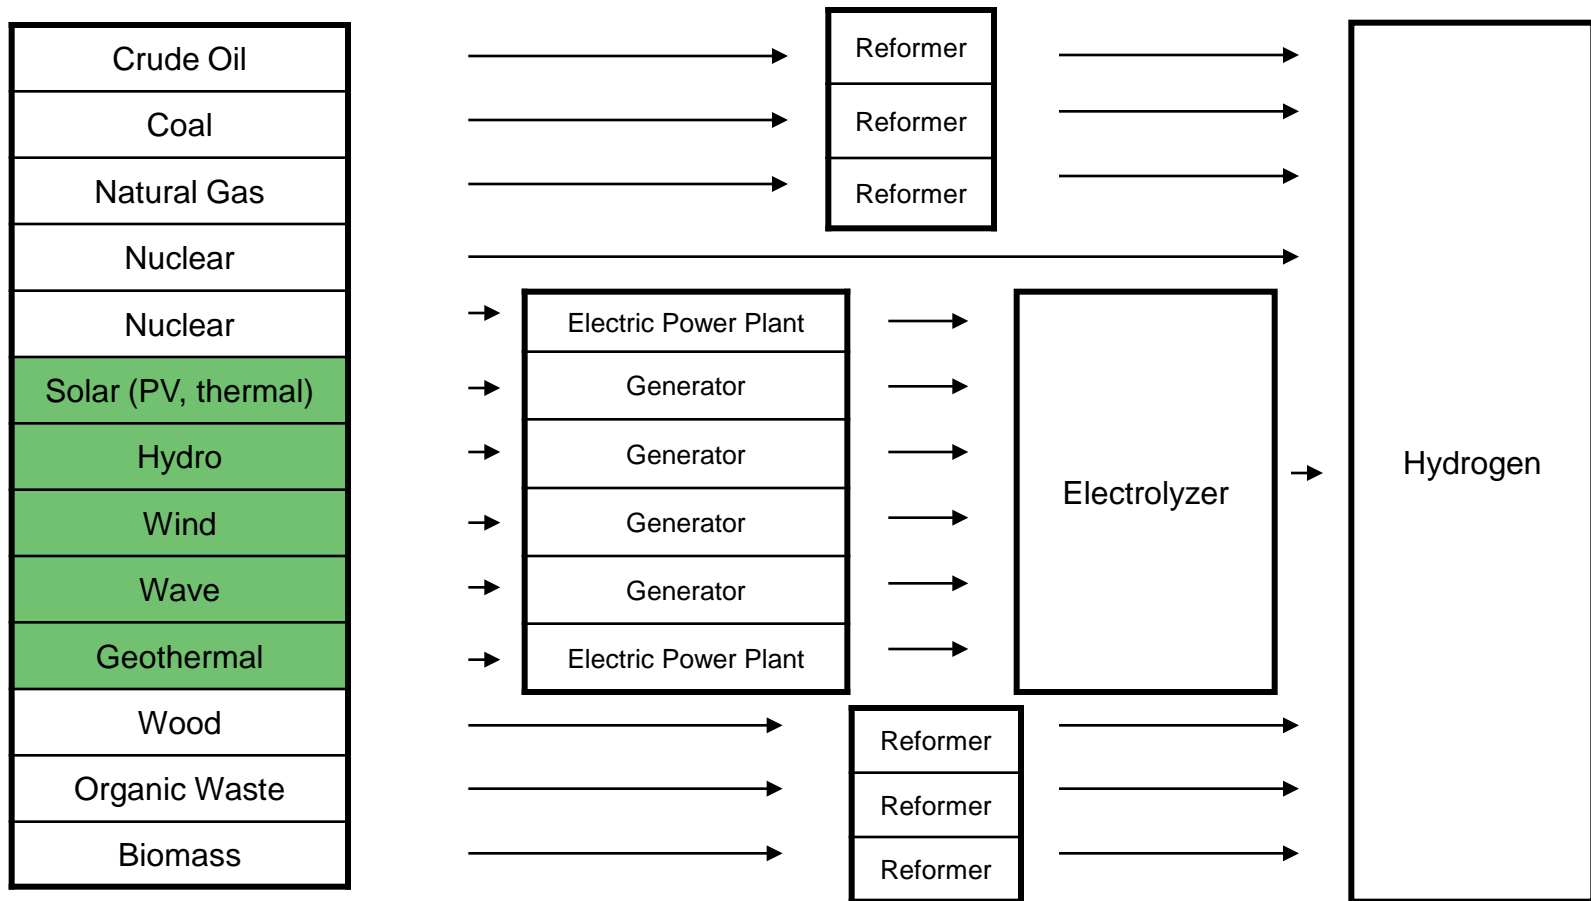 Crude Oil
Coal
Natural Gas
Nuclear
Nuclear
Solar (PV, thermal)
Hydro
Wind
Wave
Geothermal
Wood
Organic Waste
Biomass
Reformer
Reformer
Reformer
Electric Power Plant
Generator
Generator
Generator
Generator
Electric Power Plant
Reformer
Reformer
Reformer
Electrolyzer
Hydrogen